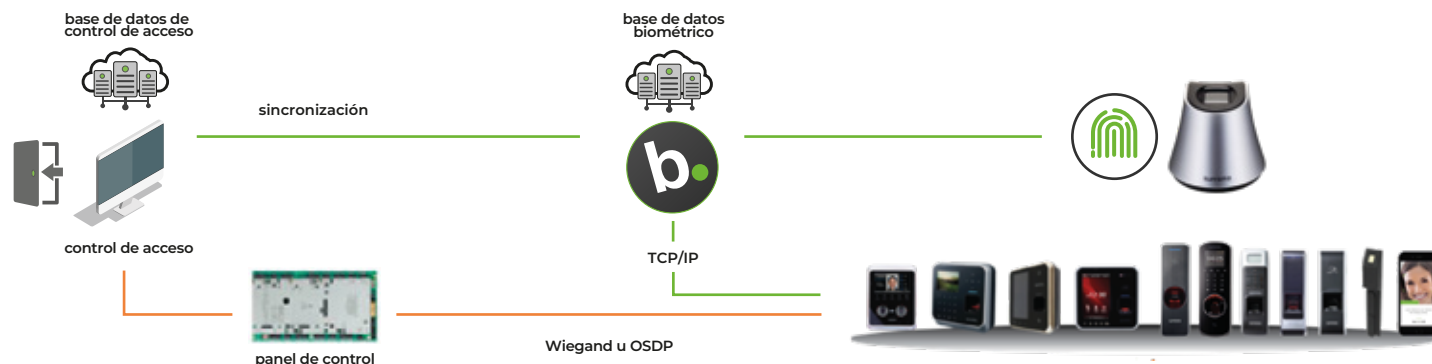 base de datos de
control de acceso
base de datos
biométrico
sincronización
b.
control de acceso
TCP/IP
Wiegand u OSDP
panel de control